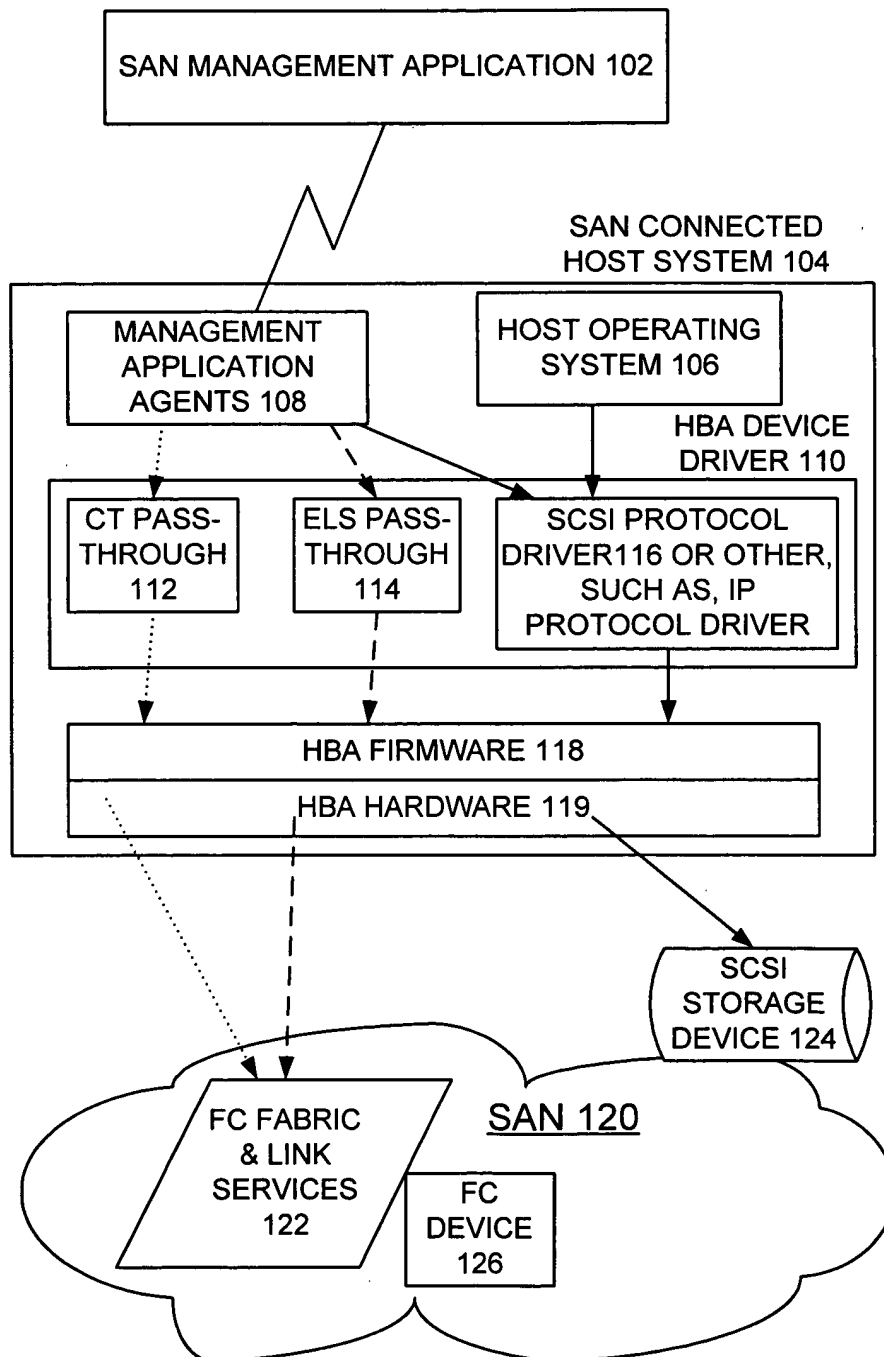 SAN MANAGEMENT APPLICATION 102
SAN CONNECTED
HOST SYSTEM 104
MANAGEMENT
APPLICATION
AGENTS 108
HOST OPERATING
SYSTEM 106
HBA DEVICE
DRIVER 110
CT PASS-
THROUGH
112
ELS PASS-
THROUGH
114
SCSI PROTOCOL
DRIVER116 OR OTHER,
SUCH AS, IP
PROTOCOL DRIVER
HBA FIRMWARE 118
HBA HARDWARE 119
SCSI
STORAGE
DEVICE 124
SAN 120
FC FABRIC
& LINK
SERVICES
122
FC
DEVICE
126